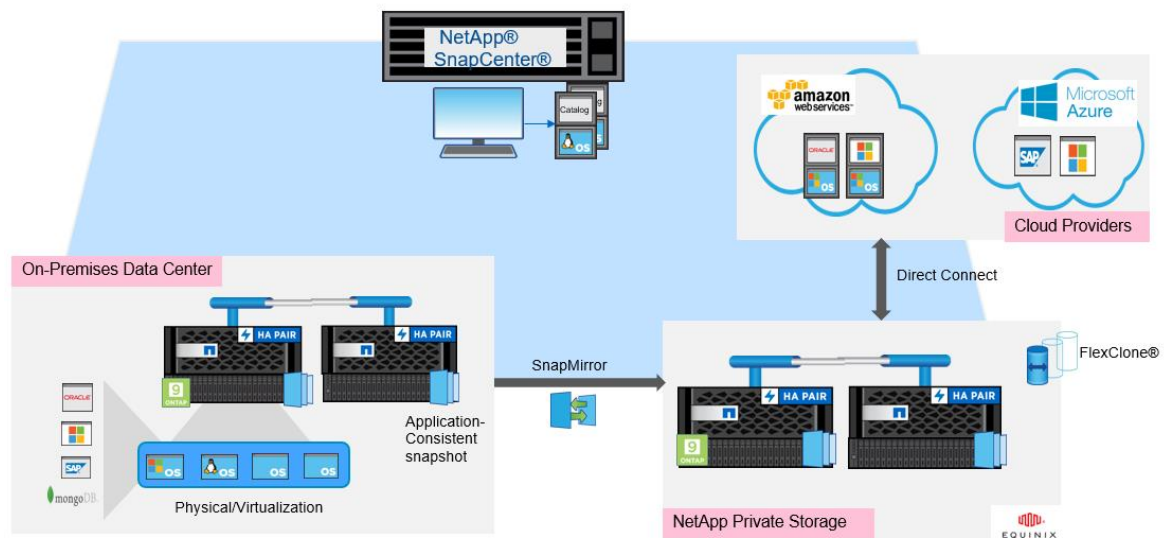 NetApp®
SnapCenter®
Catalog
OS
OS
amazon
webservices™
Microsoft
Azure
ORACLE
OS
OS
SAP
Cloud Providers
Direct Connect
On-Premises Data Center
HA PAIR
HA PAIR
9
ONTAP
Application-
Consistent
snapshot
ORACLE
SAP
mongoDB
OS
OS
OS
OS
Physical/Virtualization
SnapMirror
HA PAIR
HA PAIR
9
ONTAP
FlexClone®
NetApp Private Storage
EQUINIX